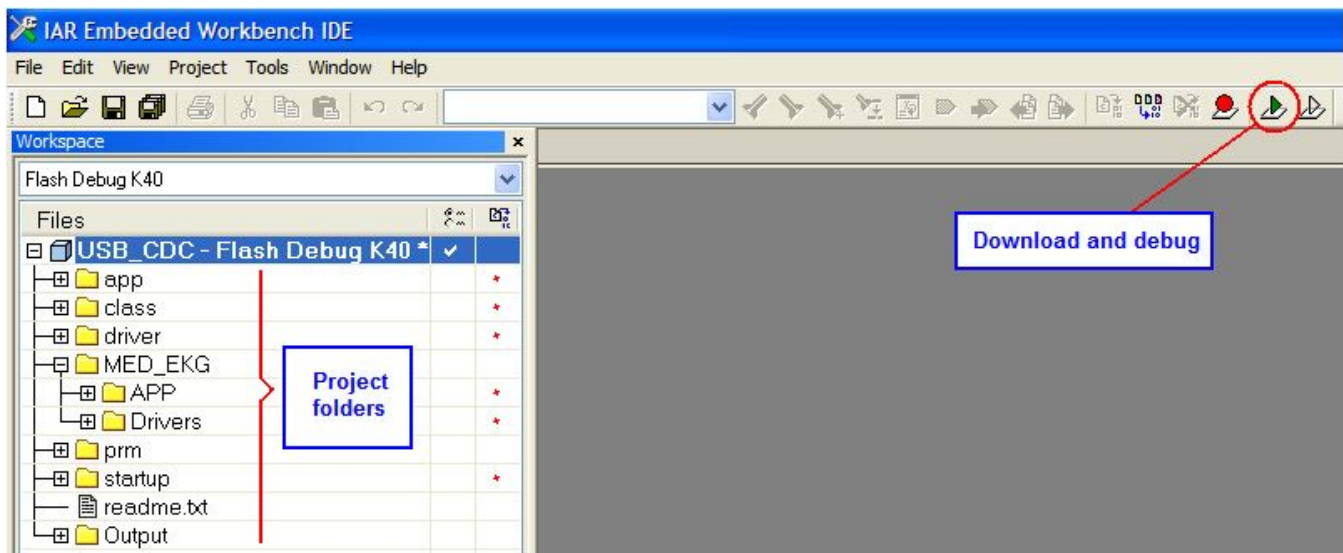 IAR Embedded Workbench IDE
File Edit View Project Tools Window Help
Workspace
Flash Debug K40
Files
USB_CDC - Flash Debug K40 *
app
class
driver
MED_EKG
APP
Drivers
prm
startup
readme.txt
Output
Project
folders
Download and debug